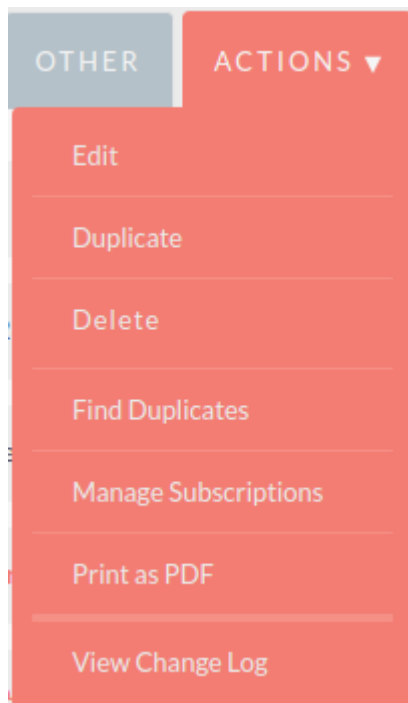 OTHER ACTIONS ▼
Edit
Duplicate
Delete
Find Duplicates
Manage Subscriptions
Print as PDF
View Change Log